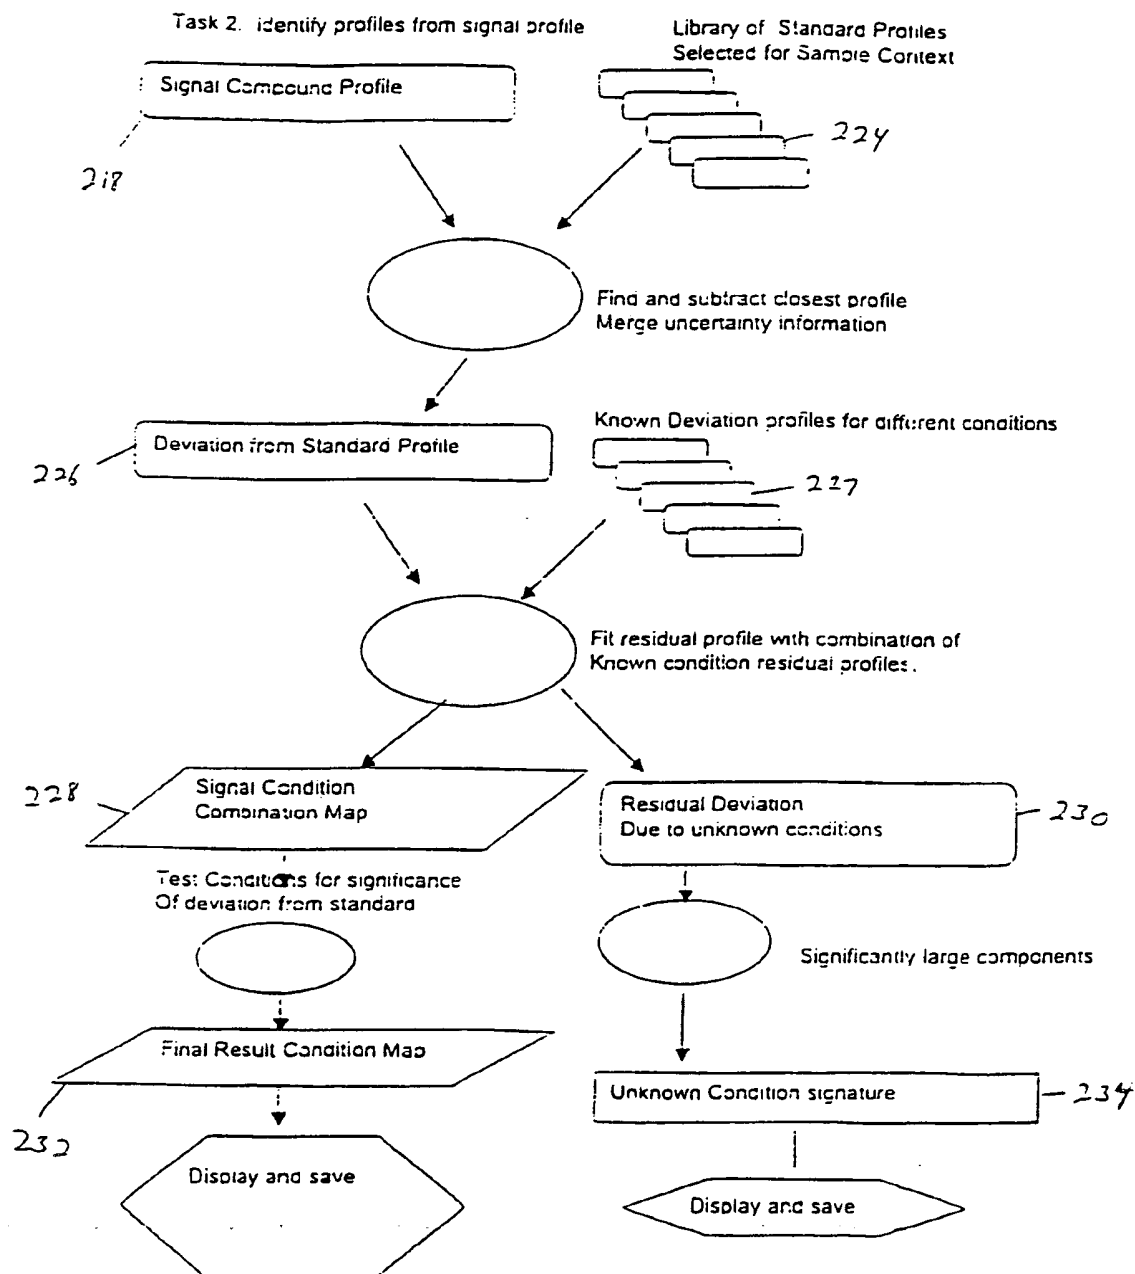 Task 2. Identify profiles from signal profile
Library of Standard Profiles
Selected for Sample Context
Signal Compound Profile
224
218
Find and subtract closest profile
Merge uncertainty information
Known Deviation profiles for different conditions
Deviation from Standard Profile
226
227
Fit residual profile with combination of
Known condition residual profiles.
228
Signal Condition
Combination Map
Residual Deviation
Due to unknown conditions
230
Test Conditions for significance
Of deviation from standard
Significantly large components
Final Result Condition Map
Unknown Condition signature
234
232
Display and save
Display and save